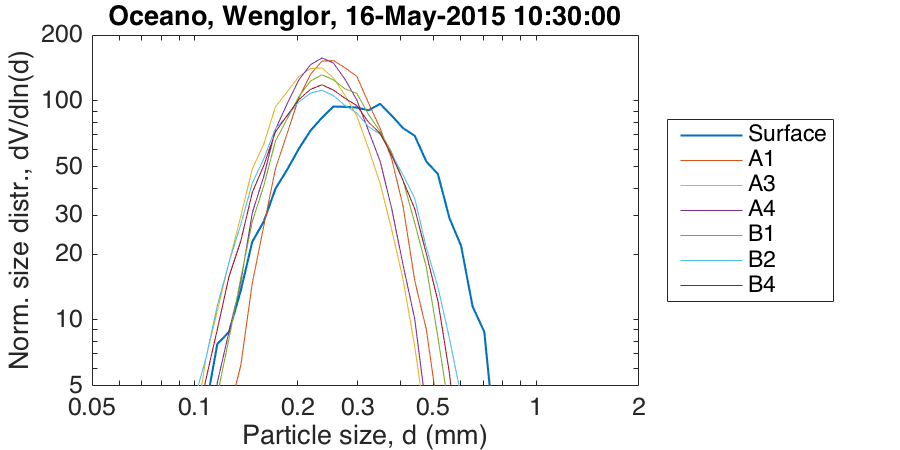 Oceano, Wenglor, 16-May-2015 10:30:00
Norm. size distr., dV/dln(d)
200
100
50
30
20
10
5
0.05 0.1 0.2 0.3 0.5 1 2
Particle size, d (mm)
Surface
A1
A3
A4
B1
B2
B4